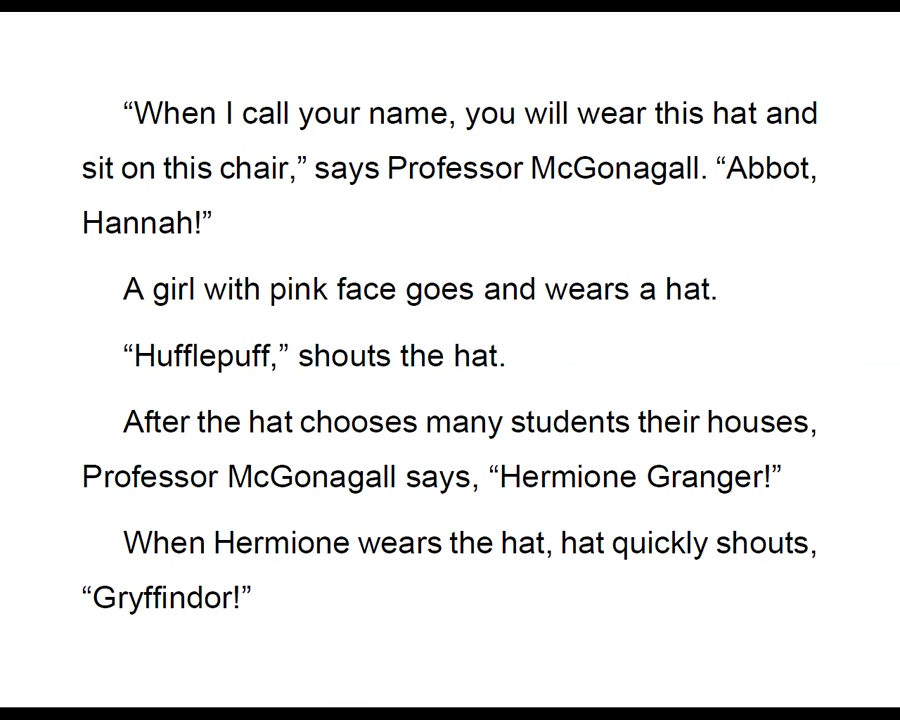 “When I call your name, you will wear this hat and
sit on this chair,” says Professor McGonagall. “Abbot,
Hannah!”
A girl with pink face goes and wears a hat.
“Hufflepuff,” shouts the hat.
After the hat chooses many students their houses,
Professor McGonagall says, “Hermione Granger!”
When Hermione wears the hat, hat quickly shouts,
“Gryffindor!”